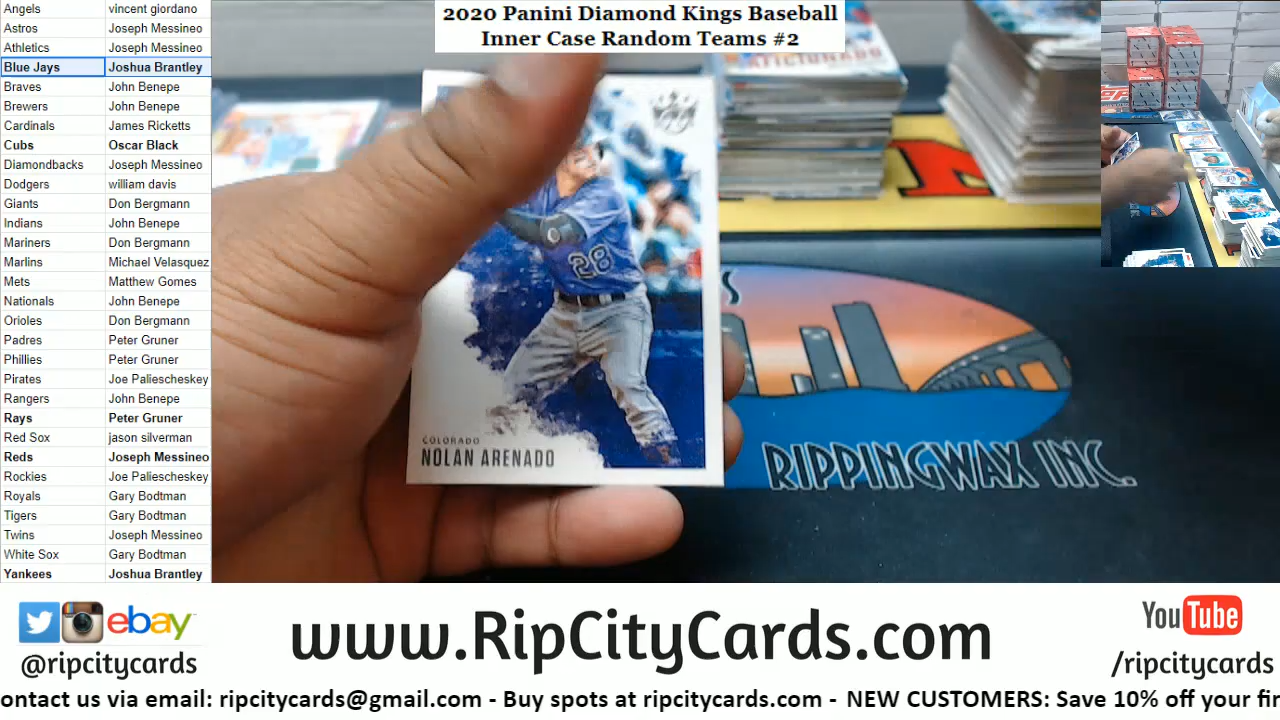 2020 Panini Diamond Kings Baseball
Inner Case Random Teams #2
Angels vincent giordano
Astros Joseph Messineo
Athletics Joseph Messineo
Blue Jays Joshua Brantley
Braves John Benepe
Brewers John Benepe
Cardinals James Ricketts
Cubs Oscar Black
Diamondbacks Joseph Messineo
Dodgers william davis
Giants Don Bergmann
Indians John Benepe
Mariners Don Bergmann
Marlins Michael Velasquez
Mets Matthew Gomes
Nationals John Benepe
Orioles Don Bergmann
Padres Peter Gruner
Phillies Peter Gruner
Pirates Joe Paliescheskey
Rangers John Benepe
Rays Peter Gruner
Red Sox jason silverman
Reds Joseph Messineo
Rockies Joe Paliescheskey
Royals Gary Bodtman
Tigers Gary Bodtman
Twins Joseph Messineo
White Sox Gary Bodtman
Yankees Joshua Brantley
28
COLORADO
NOLAN ARENADO
RIPPINGWAX INC.
ebay
@ripcitycards
www.RipCityCards.com
YouTube
/ripcitycards
ontact us via email: ripcitycards@gmail.com - Buy spots at ripcitycards.com - NEW CUSTOMERS: Save 10% off your fi